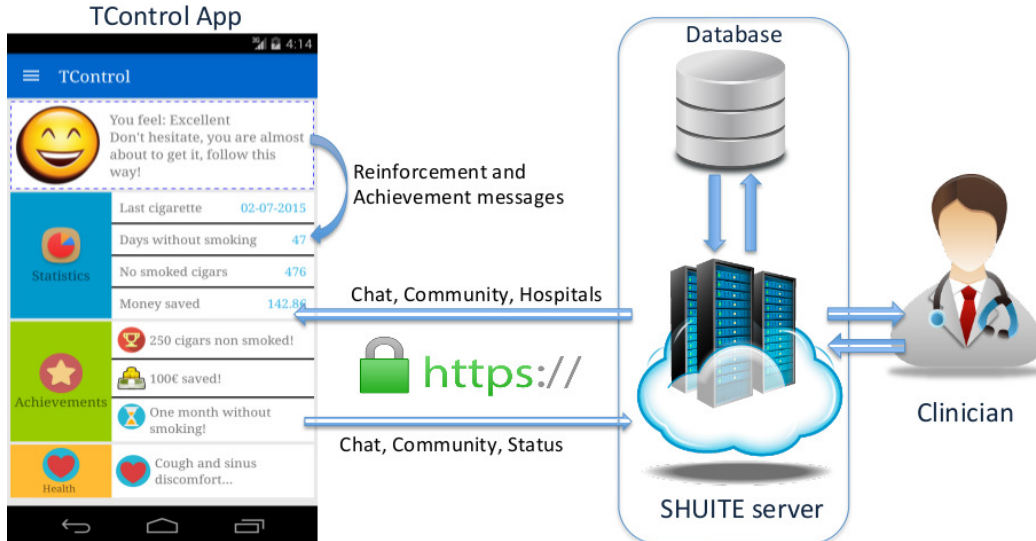 TControl App
3G 4:14
TControl
You feel: Excellent
Don't hesitate, you are almost
about to get it, follow this
way!
Statistics
Last cigarette 02-07-2015
Days without smoking 47
No smoked cigars 476
Money saved 142.86
Achievements
250 cigars non smoked!
100€ saved!
One month without
smoking!
Health
Cough and sinus
discomfort...
Reinforcement and
Achievement messages
Chat, Community, Hospitals
https://
Chat, Community, Status
Database
SHUITE server
Clinician